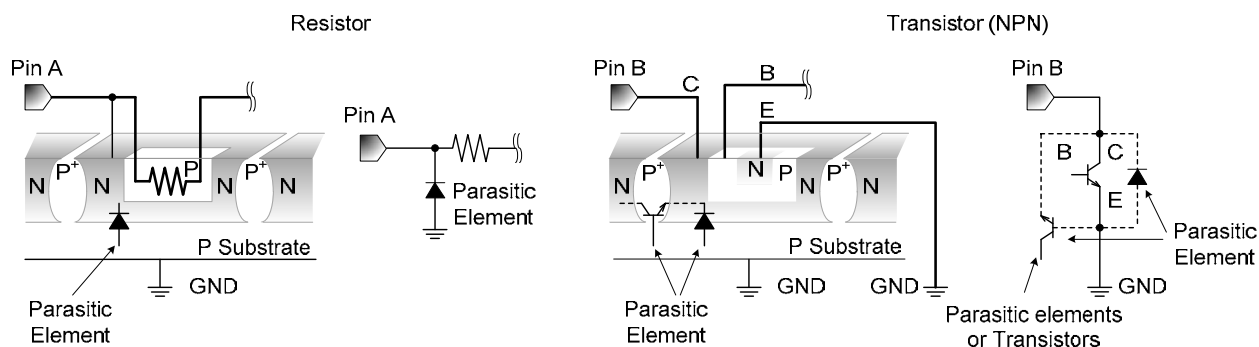 Resistor
Transistor (NPN)
Pin A
Pin A
Pin B
C
B
E
Pin B
N
P+
N
P
P+
N
N
Parasitic
Element
P Substrate
GND
Parasitic
Element
N
P+
N
P
P+
N
N
P Substrate
GND
GND
Parasitic
Element
B
C
E
Parasitic
Element
GND
Parasitic elements
or Transistors